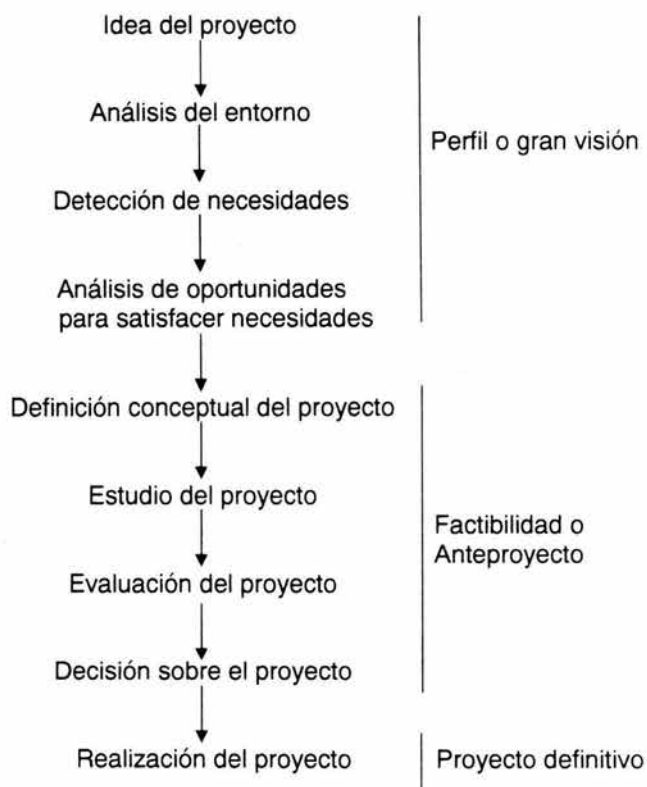 Idea del proyecto
Análisis del entorno
Perfil o gran visión
Detección de necesidades
Análisis de oportunidades
para satisfacer necesidades
Definición conceptual del proyecto
Estudio del proyecto
Factibilidad o
Anteproyecto
Evaluación del proyecto
Decisión sobre el proyecto
Realización del proyecto
Proyecto definitivo